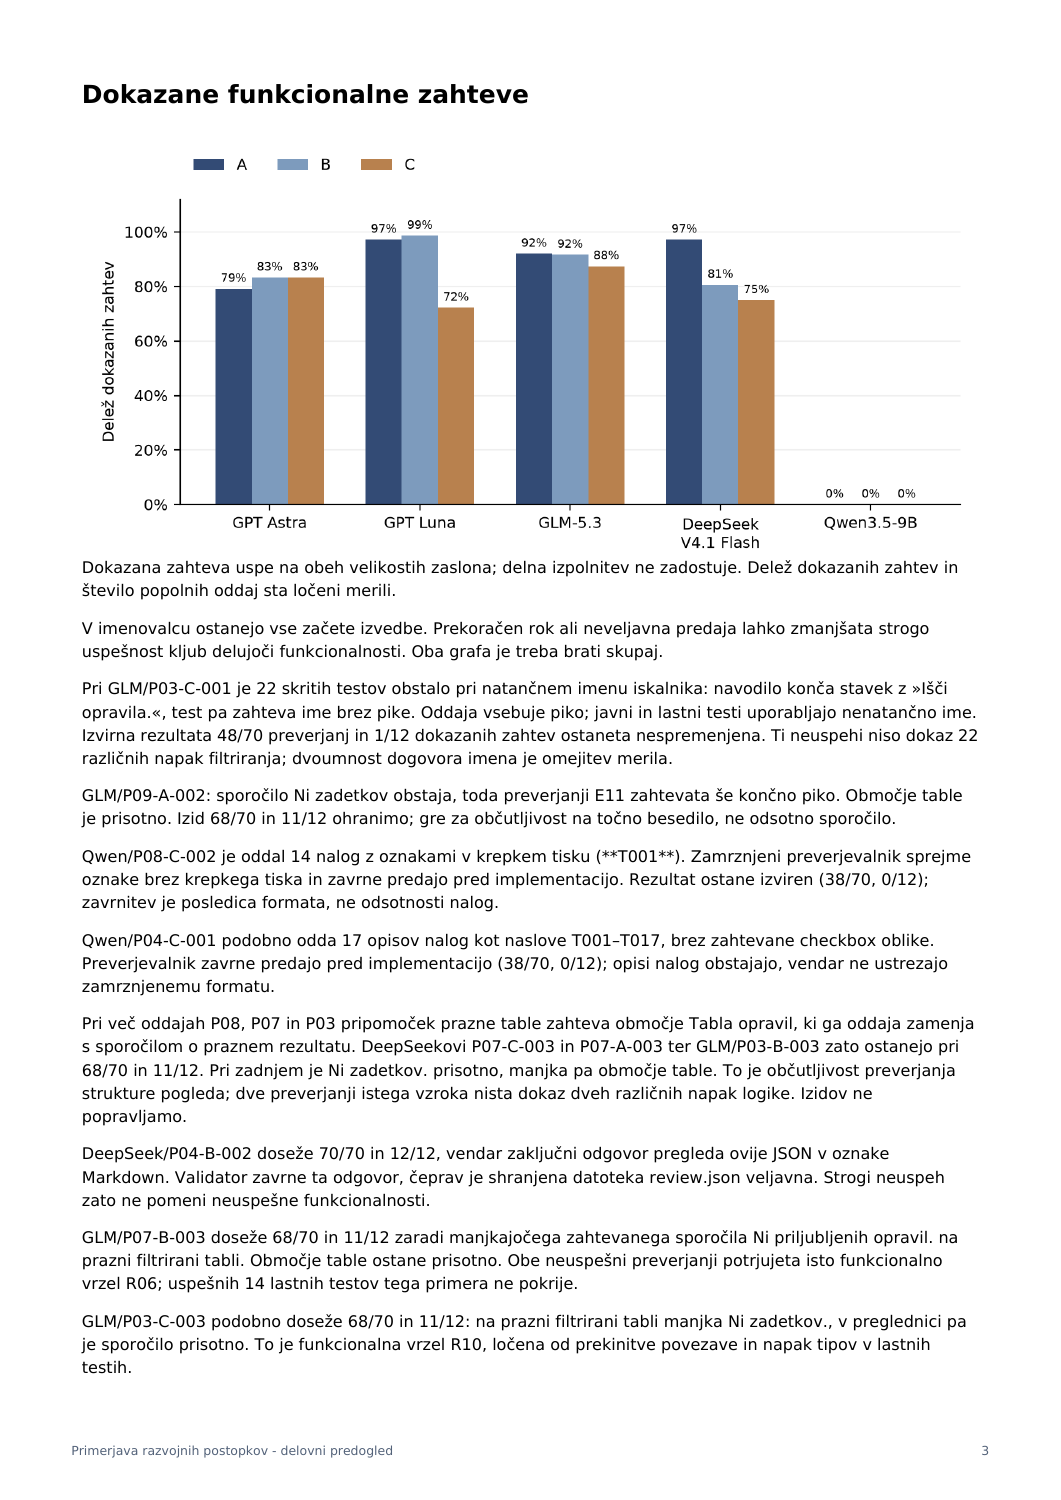 Dokazane funkcionalne zahteve
A B C
Delež dokazanih zahtev
100%
80%
60%
40%
20%
0%
79% 83% 83%
97% 99% 72%
92% 92% 88%
97% 81% 75%
0% 0% 0%
GPT Astra
GPT Luna
GLM-5.3
DeepSeek
V4.1 Flash
Qwen3.5-9B
Dokazana zahteva uspe na obeh velikostih zaslona; delna izpolnitev ne zadostuje. Delež dokazanih zahtev in
število popolnih oddaj sta ločeni merili.
V imenovalcu ostanejo vse začete izvedbe. Prekoračen rok ali neveljavna predaja lahko zmanjšata strogo
uspešnost kljub delujoči funkcionalnosti. Oba grafa je treba brati skupaj.
Pri GLM/P03-C-001 je 22 skritih testov obstalo pri natančnem imenu iskalnika: navodilo konča stavek z »Išči
opravila.«, test pa zahteva ime brez pike. Oddaja vsebuje piko; javni in lastni testi uporabljajo nenatančno ime.
Izvirna rezultata 48/70 preverjanj in 1/12 dokazanih zahtev ostaneta nespremenjena. Ti neuspehi niso dokaz 22
različnih napak filtriranja; dvoumnost dogovora imena je omejitev merila.
GLM/P09-A-002: sporočilo Ni zadetkov obstaja, toda preverjanji E11 zahtevata še končno piko. Območje table
je prisotno. Izid 68/70 in 11/12 ohranimo; gre za občutljivost na točno besedilo, ne odsotno sporočilo.
Qwen/P08-C-002 je oddal 14 nalog z oznakami v krepkem tisku (**T001**). Zamrznjeni preverjevalnik sprejme
oznake brez krepkega tiska in zavrne predajo pred implementacijo. Rezultat ostane izviren (38/70, 0/12);
zavrnitev je posledica formata, ne odsotnosti nalog.
Qwen/P04-C-001 podobno odda 17 opisov nalog kot naslove T001–T017, brez zahtevane checkbox oblike.
Preverjevalnik zavrne predajo pred implementacijo (38/70, 0/12); opisi nalog obstajajo, vendar ne ustrezajo
zamrznjenemu formatu.
Pri več oddajah P08, P07 in P03 pripomoček prazne table zahteva območje Tabla opravil, ki ga oddaja zamenja
s sporočilom o praznem rezultatu. DeepSeekovi P07-C-003 in P07-A-003 ter GLM/P03-B-003 zato ostanejo pri
68/70 in 11/12. Pri zadnjem je Ni zadetkov. prisotno, manjka pa območje table. To je občutljivost preverjanja
strukture pogleda; dve preverjanji istega vzroka nista dokaz dveh različnih napak logike. Izidov ne
popravljamo.
DeepSeek/P04-B-002 doseže 70/70 in 12/12, vendar zaključni odgovor pregleda ovije JSON v oznake
Markdown. Validator zavrne ta odgovor, čeprav je shranjena datoteka review.json veljavna. Strogi neuspeh
zato ne pomeni neuspešne funkcionalnosti.
GLM/P07-B-003 doseže 68/70 in 11/12 zaradi manjkajočega zahtevanega sporočila Ni priljubljenih opravil. na
prazni filtrirani tabli. Območje table ostane prisotno. Obe neuspešni preverjanji potrjujeta isto funkcionalno
vrzel R06; uspešnih 14 lastnih testov tega primera ne pokrije.
GLM/P03-C-003 podobno doseže 68/70 in 11/12: na prazni filtrirani tabli manjka Ni zadetkov., v preglednici pa
je sporočilo prisotno. To je funkcionalna vrzel R10, ločena od prekinitve povezave in napak tipov v lastnih
testih.
Primerjava razvojnih postopkov - delovni predogled 3